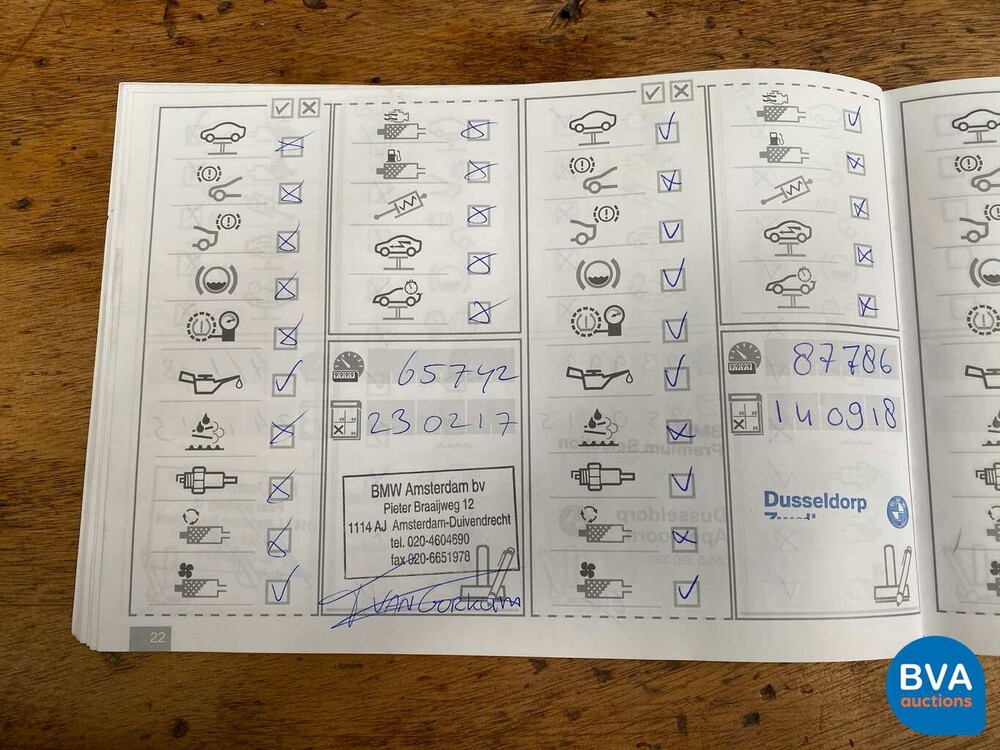 65742
230217
BMW Amsterdam bv
Pieter Braaijweg 12
1114 AJ Amsterdam-Duivendrecht
tel. 020-4604690
fax 020-6651978
VANGORKOM
87786
140918
Dusseldorp
22
BVA
auctions